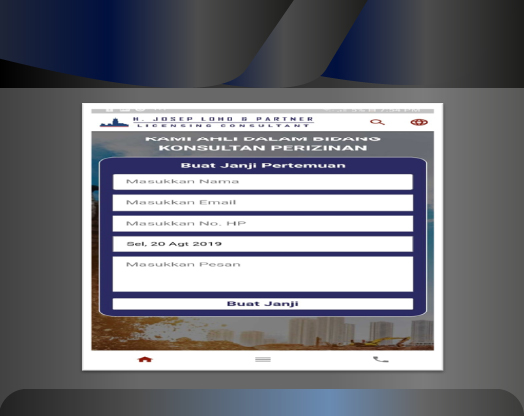 H. JOSEP LOHO & PARTNER
LICENSING CONSULTANT
KAMI AHLI DALAM BIDANG
KONSULTAN PERIZINAN
Buat Janji Pertemuan
Masukkan Nama
Masukkan Email
Masukkan No. HP
Sel, 20 Agt 2019
Masukkan Pesan
Buat Janji